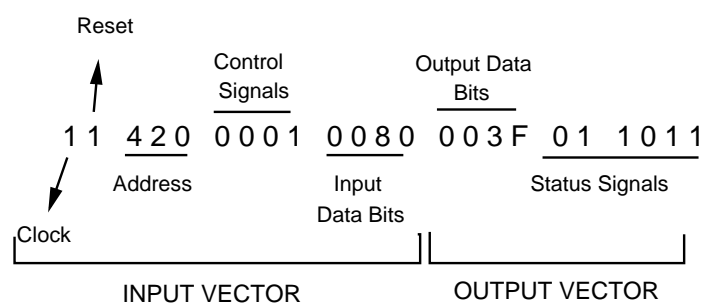 Reset
Control
Signals
Output Data
Bits
1 1 4 2 0 0 0 0 1 0 0 8 0 0 0 3 F 0 1 1 0 1 1
Address
Input
Data Bits
Status Signals
Clock
INPUT VECTOR
OUTPUT VECTOR